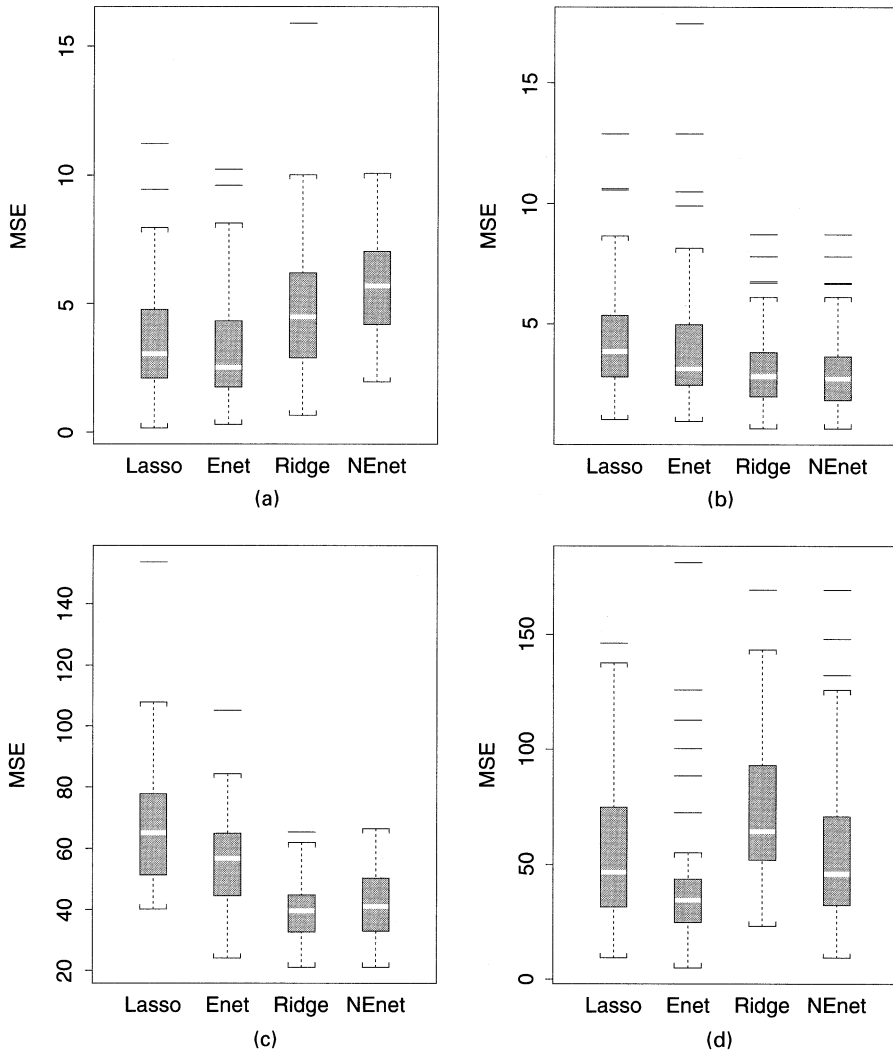 MSE
15
10
5
0
Lasso Enet Ridge NEnet
(a)
MSE
15
10
5
Lasso Enet Ridge NEnet
(b)
MSE
140
120
100
80
60
40
20
Lasso Enet Ridge NEnet
(c)
MSE
150
100
50
0
Lasso Enet Ridge NEnet
(d)